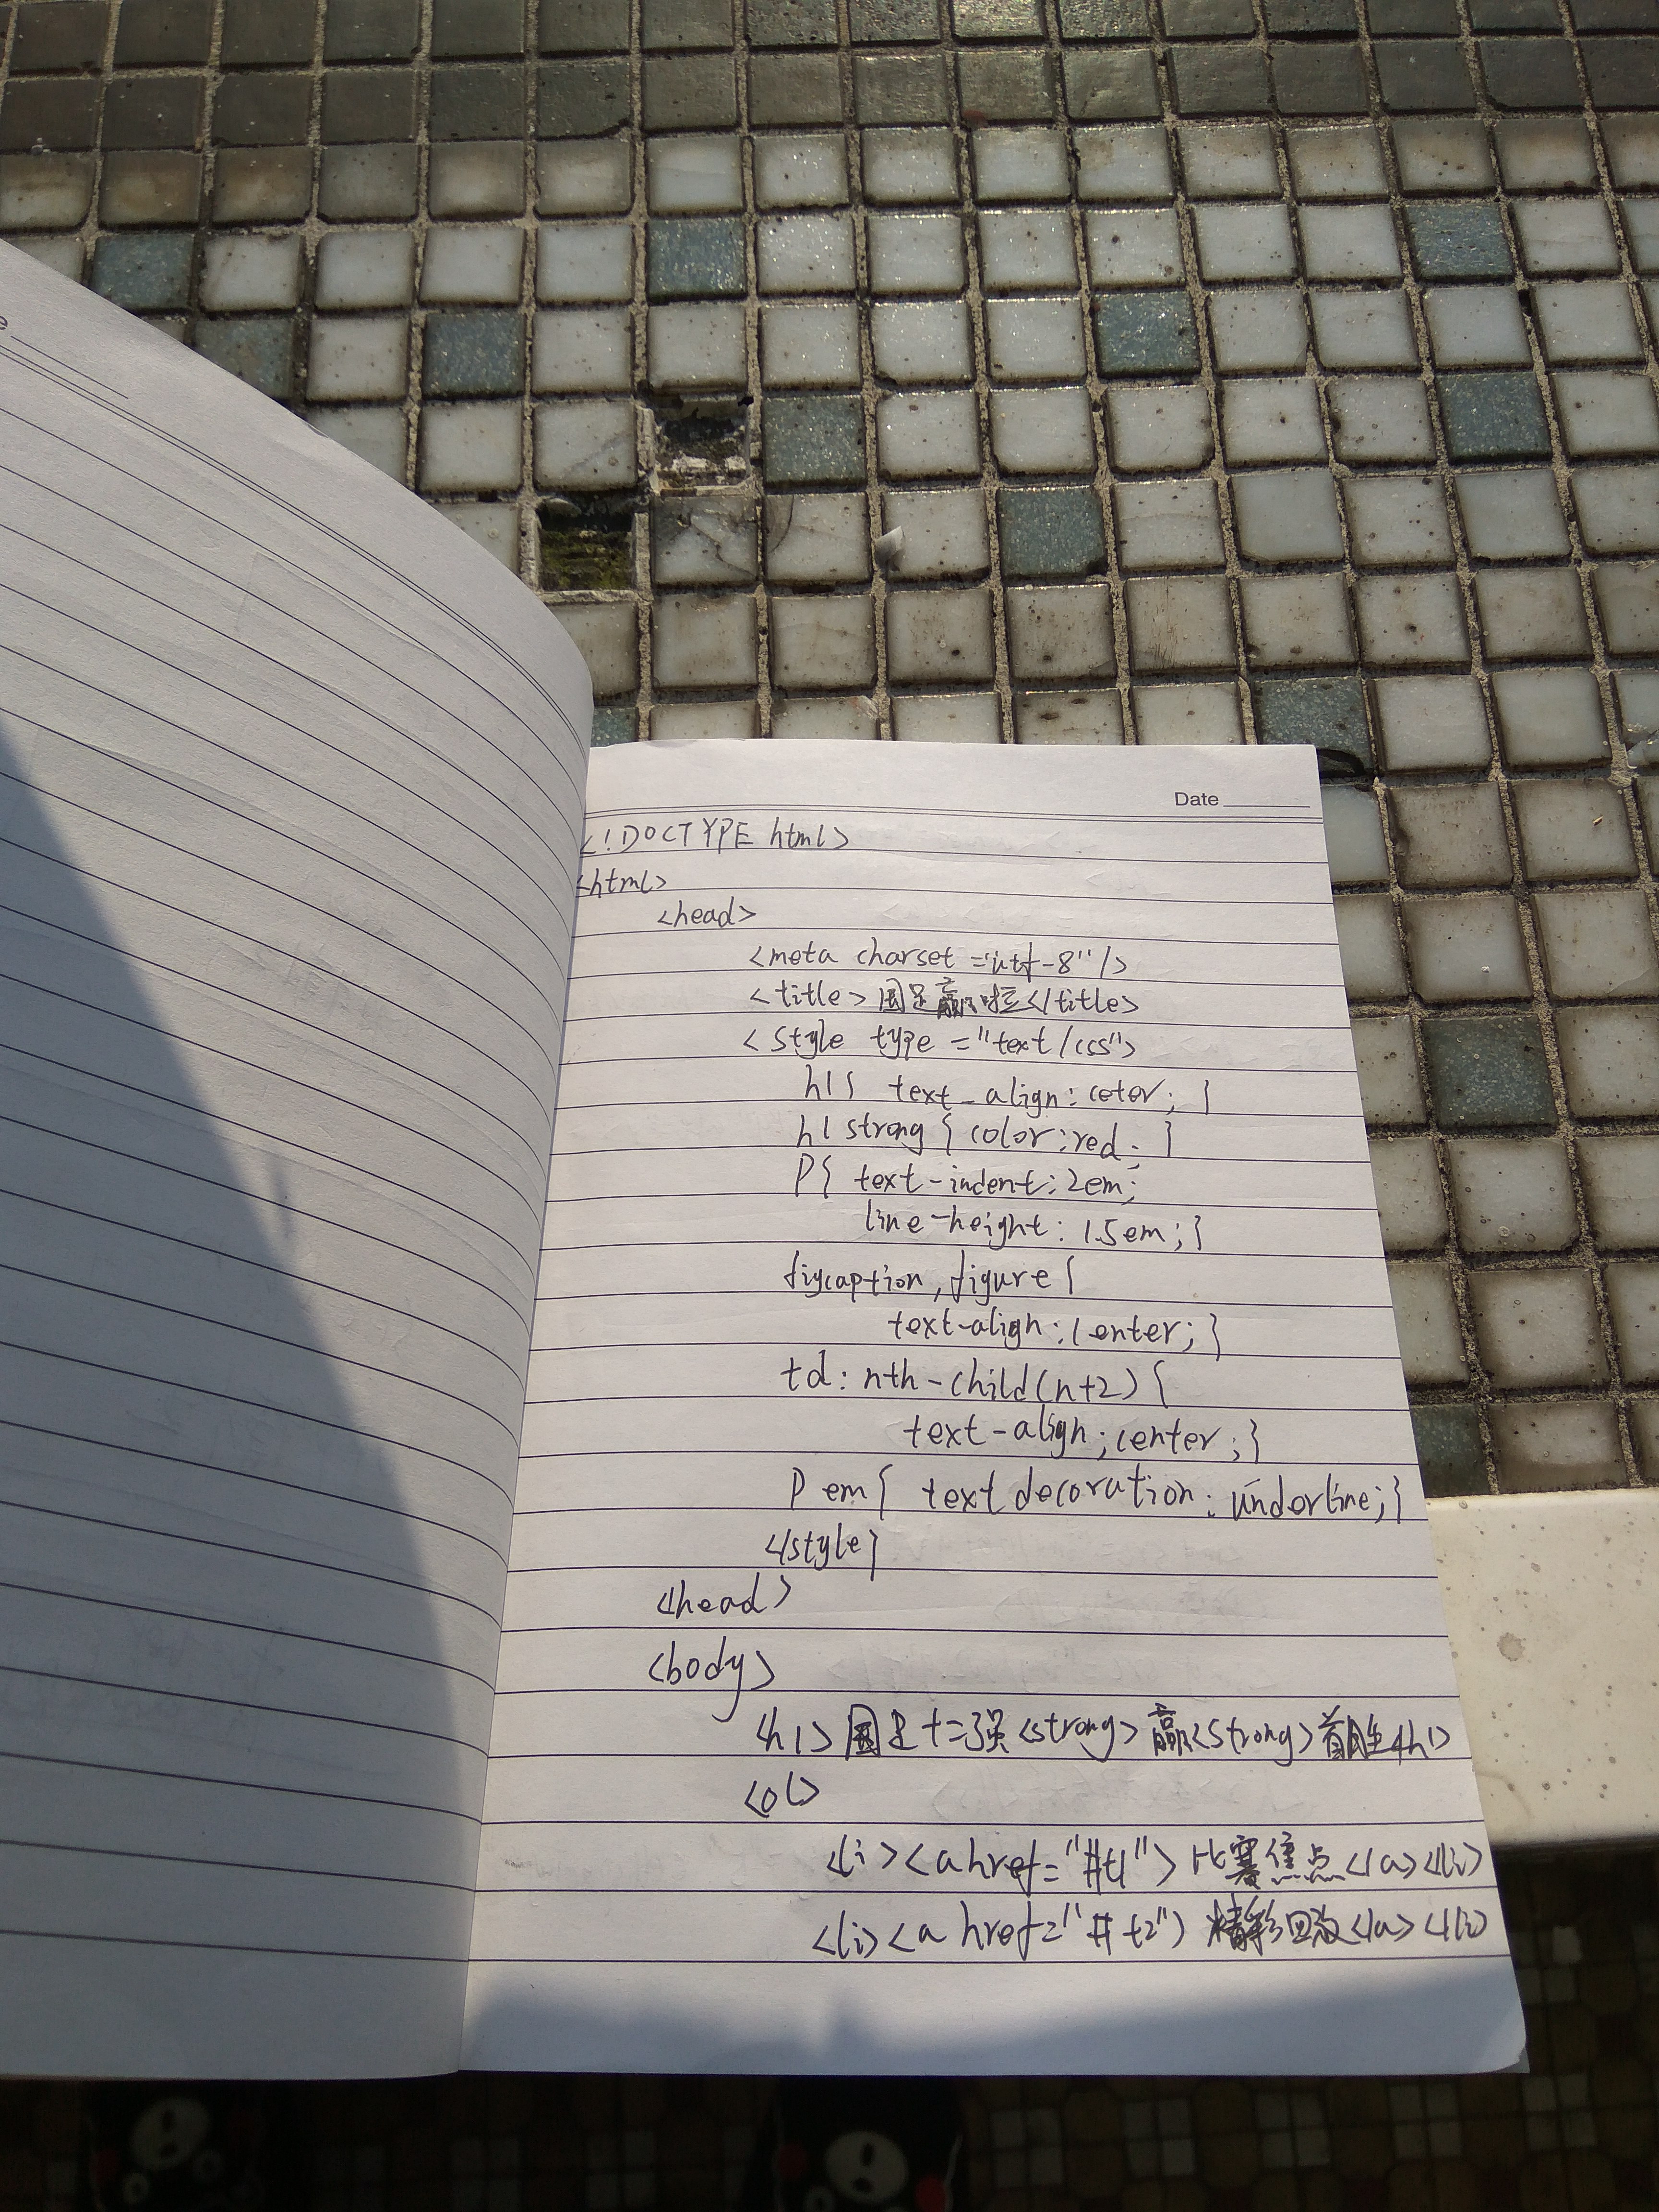 Date
<!DOCTYPE html>
<html>
<head>
<meta charset="utf-8"/>
<title>国足赢啦</title>
<style type="text/css">
h1{ text-align: ceter; }
h1 strong { color:red; }
P{ text-indent: 2em;
line-height: 1.5em; }
figcaption, figure {
text-align: center; }
td: nth-child(n+2) {
text-align; center; }
P em{ text decoration: underline; }
</style}
</head>
<body>
<h1>国足十二强<strong>赢<strong>首胜</h1>
<ol>
<li><a href="#t1">比赛焦点</a></li>
<li><a href="#t2")精彩回放</a></li>